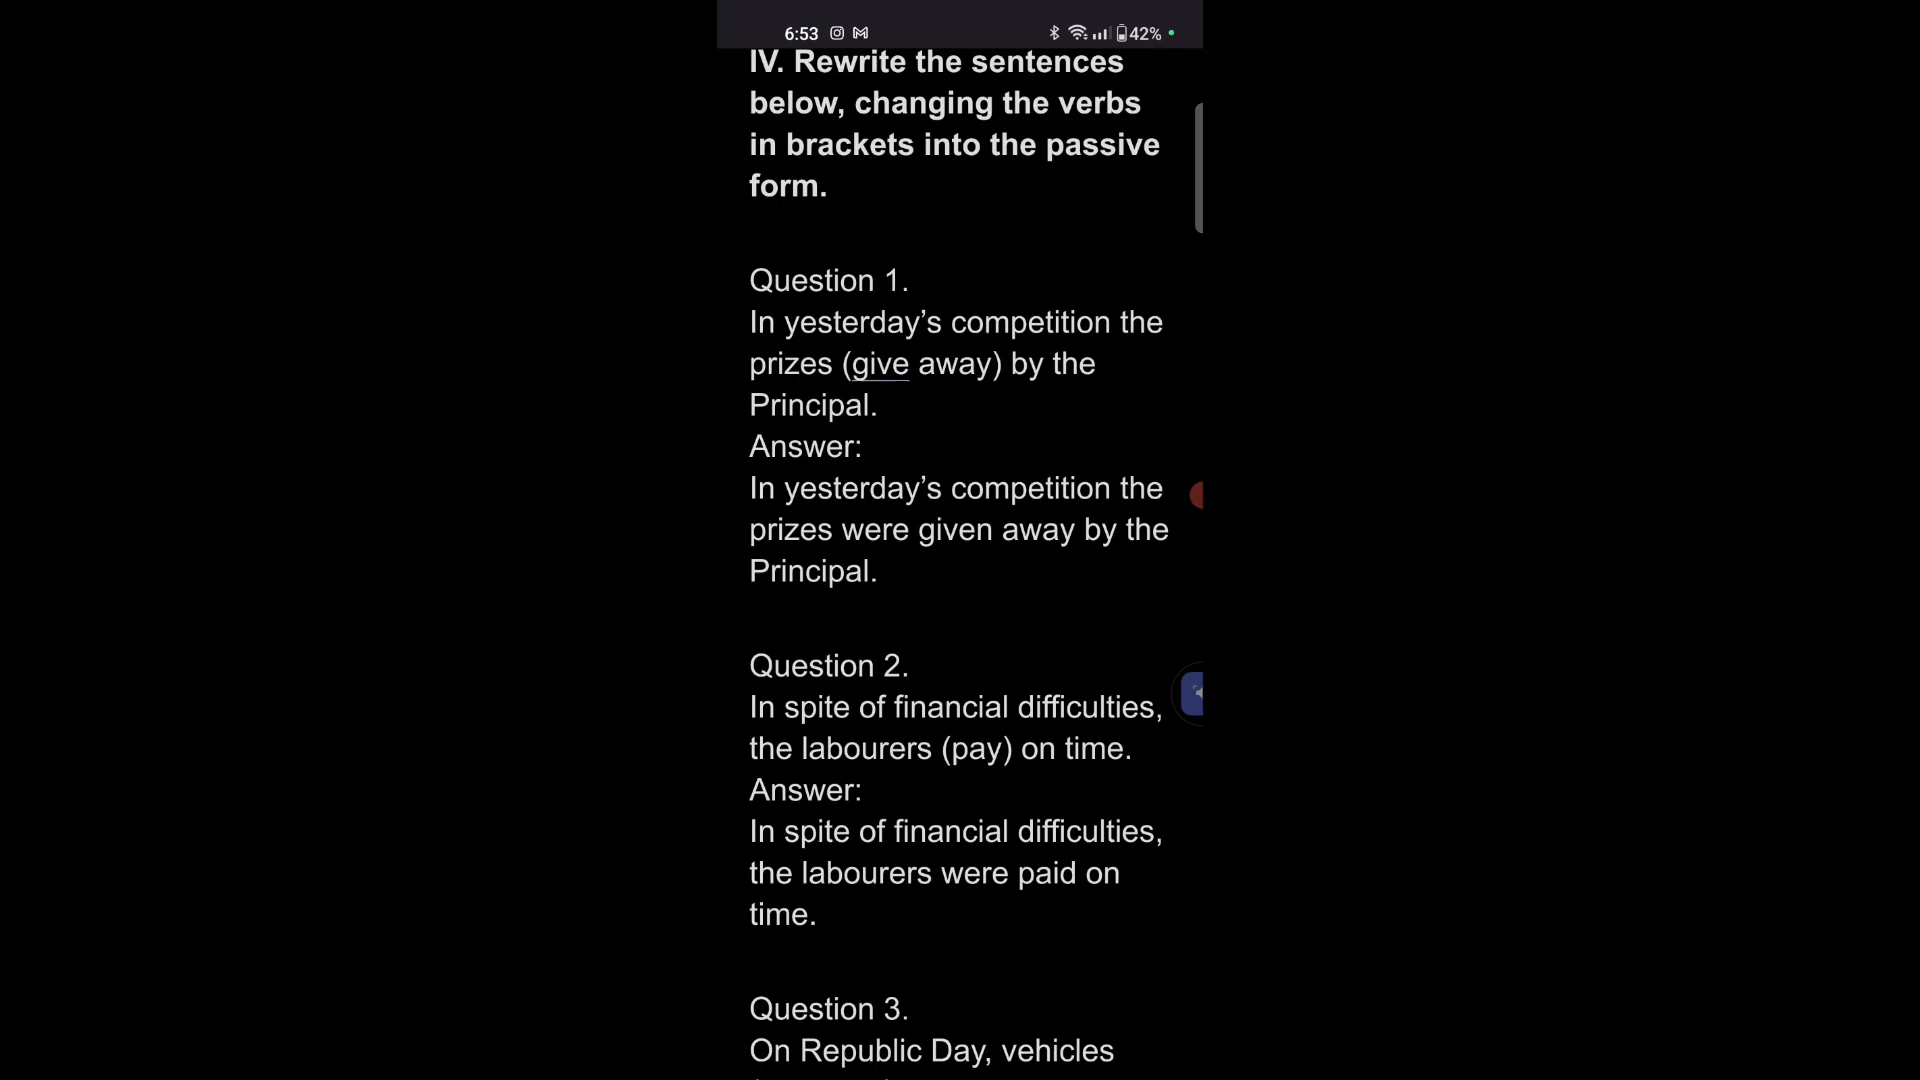 6:53 42%
IV. Rewrite the sentences
below, changing the verbs
in brackets into the passive
form.
Question 1.
In yesterday’s competition the
prizes (give away) by the
Principal.
Answer:
In yesterday’s competition the
prizes were given away by the
Principal.
Question 2.
In spite of financial difficulties,
the labourers (pay) on time.
Answer:
In spite of financial difficulties,
the labourers were paid on
time.
Question 3.
On Republic Day, vehicles